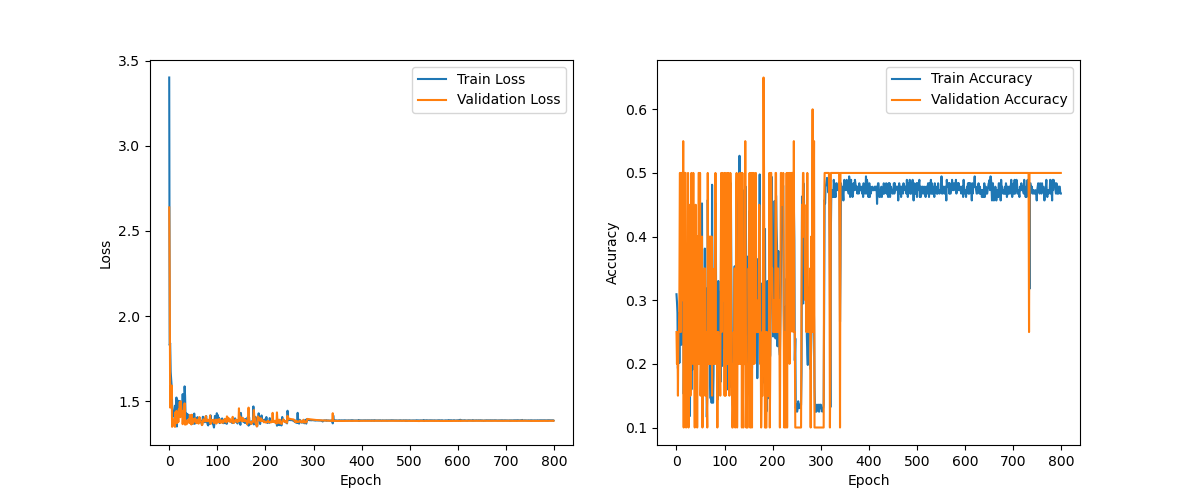 3.5
3.0
2.5
2.0
1.5
Loss
0 100 200 300 400 500 600 700 800
Epoch
Train Loss
Validation Loss
0.6
0.5
0.4
0.3
0.2
0.1
Accuracy
0 100 200 300 400 500 600 700 800
Epoch
Train Accuracy
Validation Accuracy